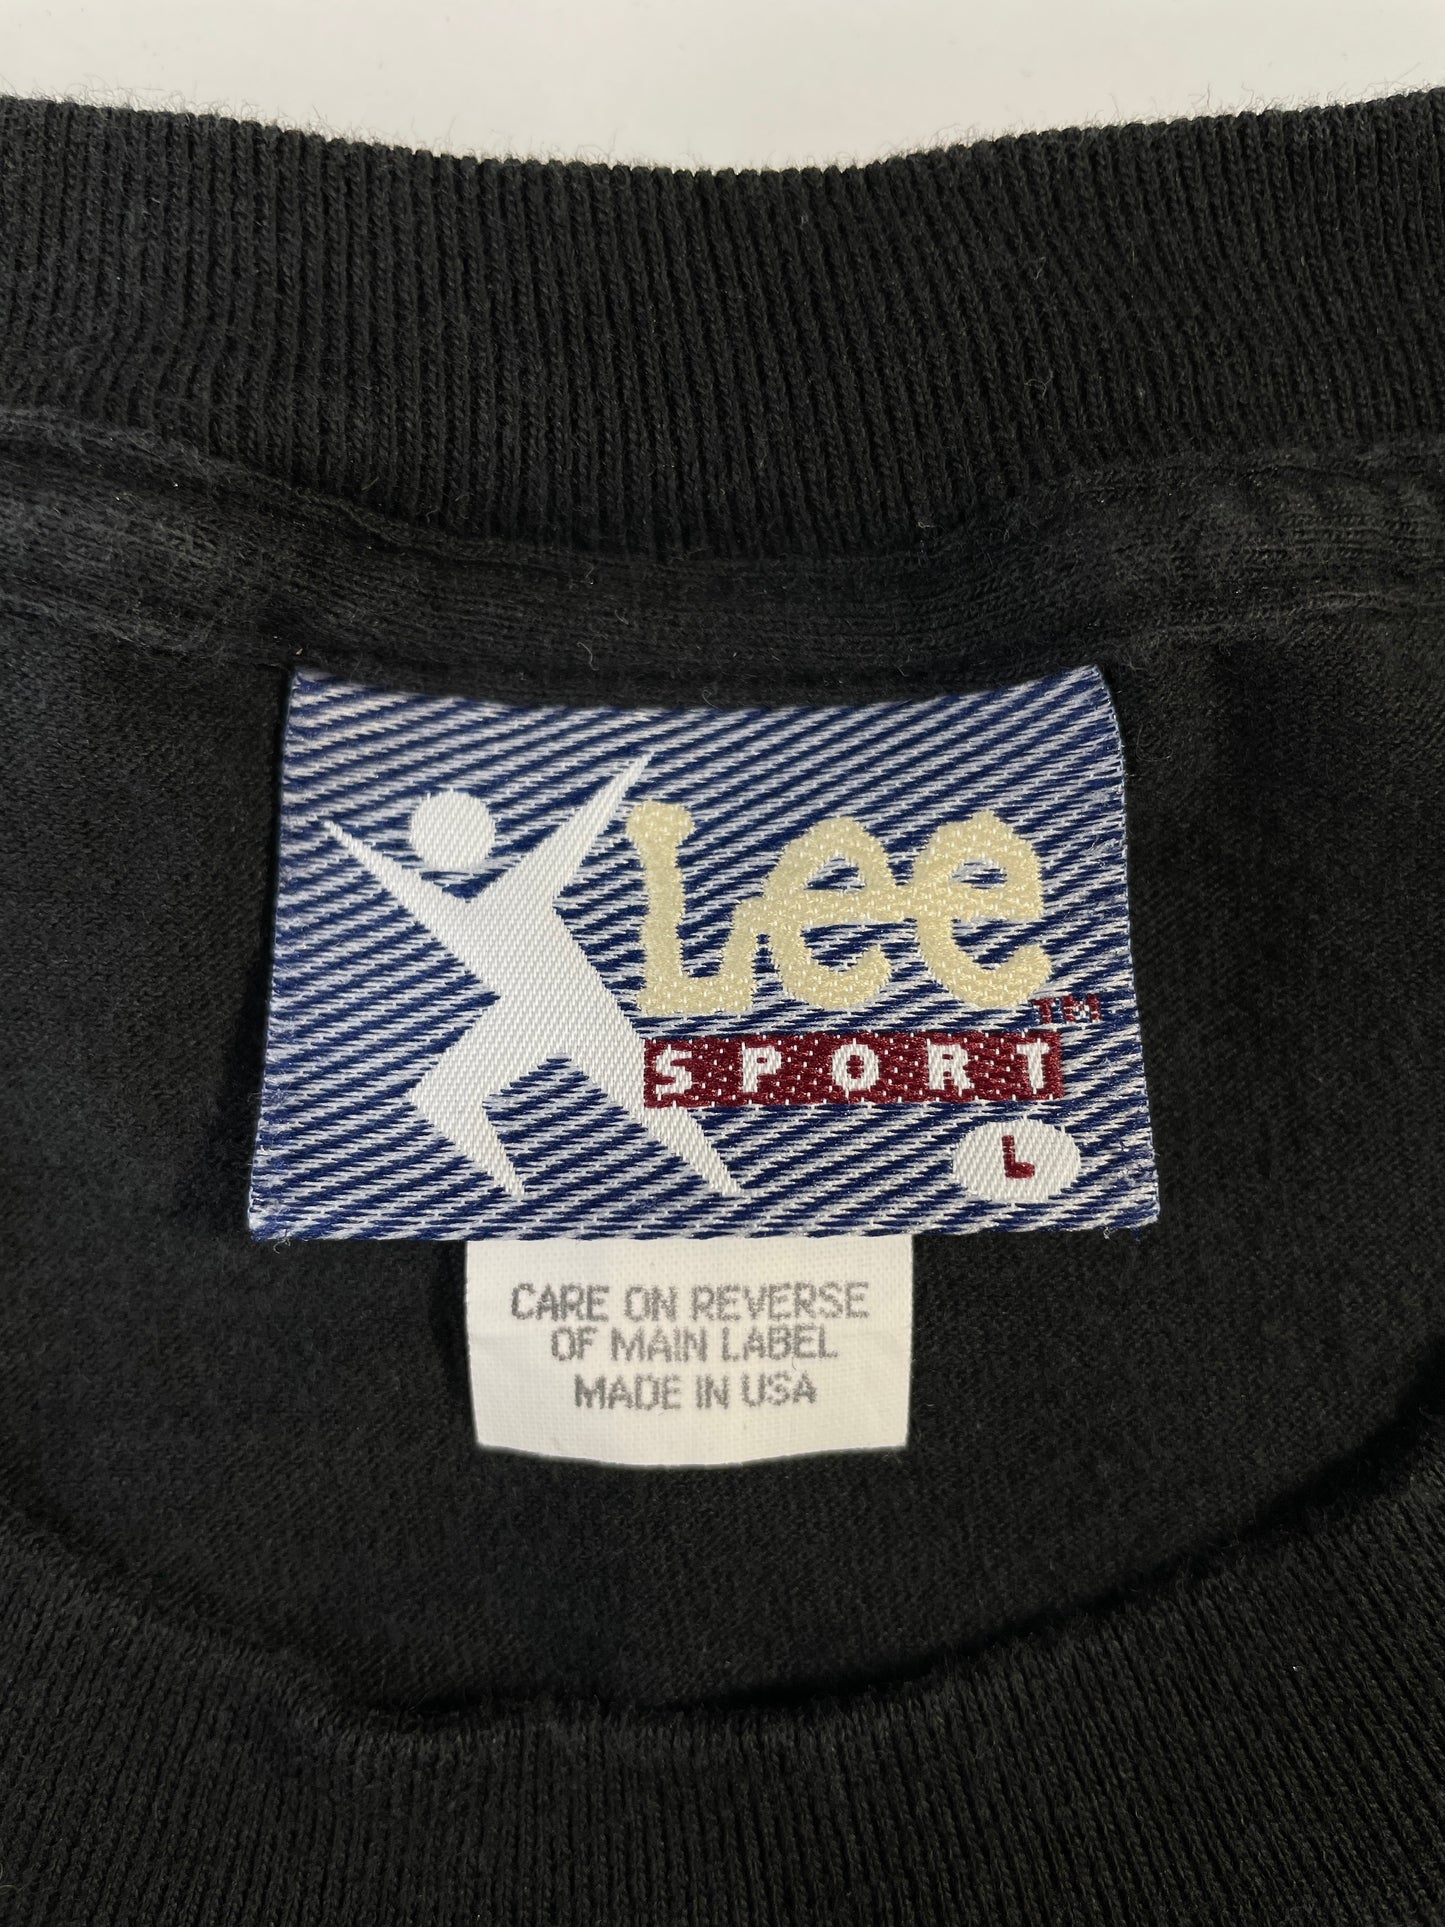 Lee
TM
SPORT
L
CARE ON REVERSE
OF MAIN LABEL
MADE IN USA